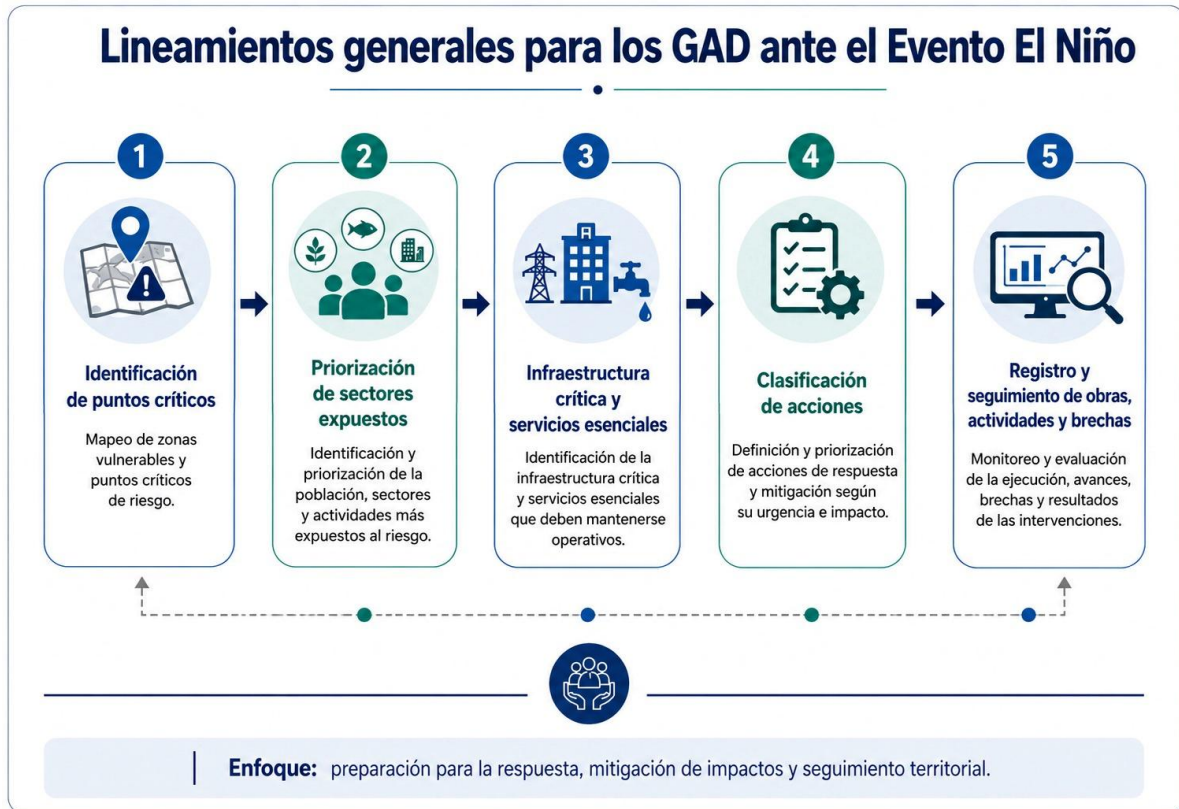 Lineamientos generales para los GAD ante el Evento El Niño
1
Identificación
de puntos críticos
Mapeo de zonas
vulnerables y
puntos críticos
de riesgo.
2
Priorización
de sectores
expuestos
Identificación y
priorización de la
población, sectores
y actividades más
expuestos al riesgo.
3
Infraestructura
crítica y
servicios esenciales
Identificación de la
infraestructura crítica
y servicios esenciales
que deben mantenerse
operativos.
4
Clasificación
de acciones
Definición y priorización
de acciones de respuesta
y mitigación según
su urgencia e impacto.
5
Registro y
seguimiento de obras,
actividades y brechas
Monitoreo y evaluación
de la ejecución, avances,
brechas y resultados
de las intervenciones.
Enfoque: preparación para la respuesta, mitigación de impactos y seguimiento territorial.